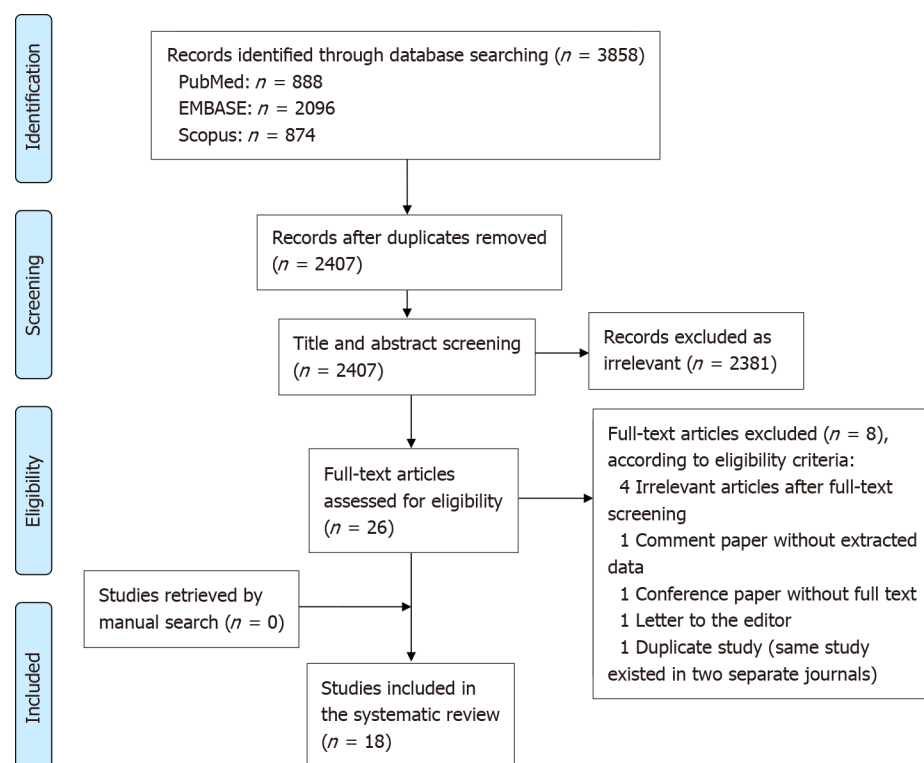 Identification
Records identified through database searching (n = 3858)
PubMed: n = 888
EMBASE: n = 2096
Scopus: n = 874
Screening
Records after duplicates removed
(n = 2407)
Title and abstract screening
(n = 2407)
Records excluded as
irrelevant (n = 2381)
Eligibility
Full-text articles
assessed for eligibility
(n = 26)
Full-text articles excluded (n = 8),
according to eligibility criteria:
4 Irrelevant articles after full-text
screening
1 Comment paper without extracted
data
1 Conference paper without full text
1 Letter to the editor
1 Duplicate study (same study
existed in two separate journals)
Studies retrieved by
manual search (n = 0)
Included
Studies included in
the systematic review
(n = 18)